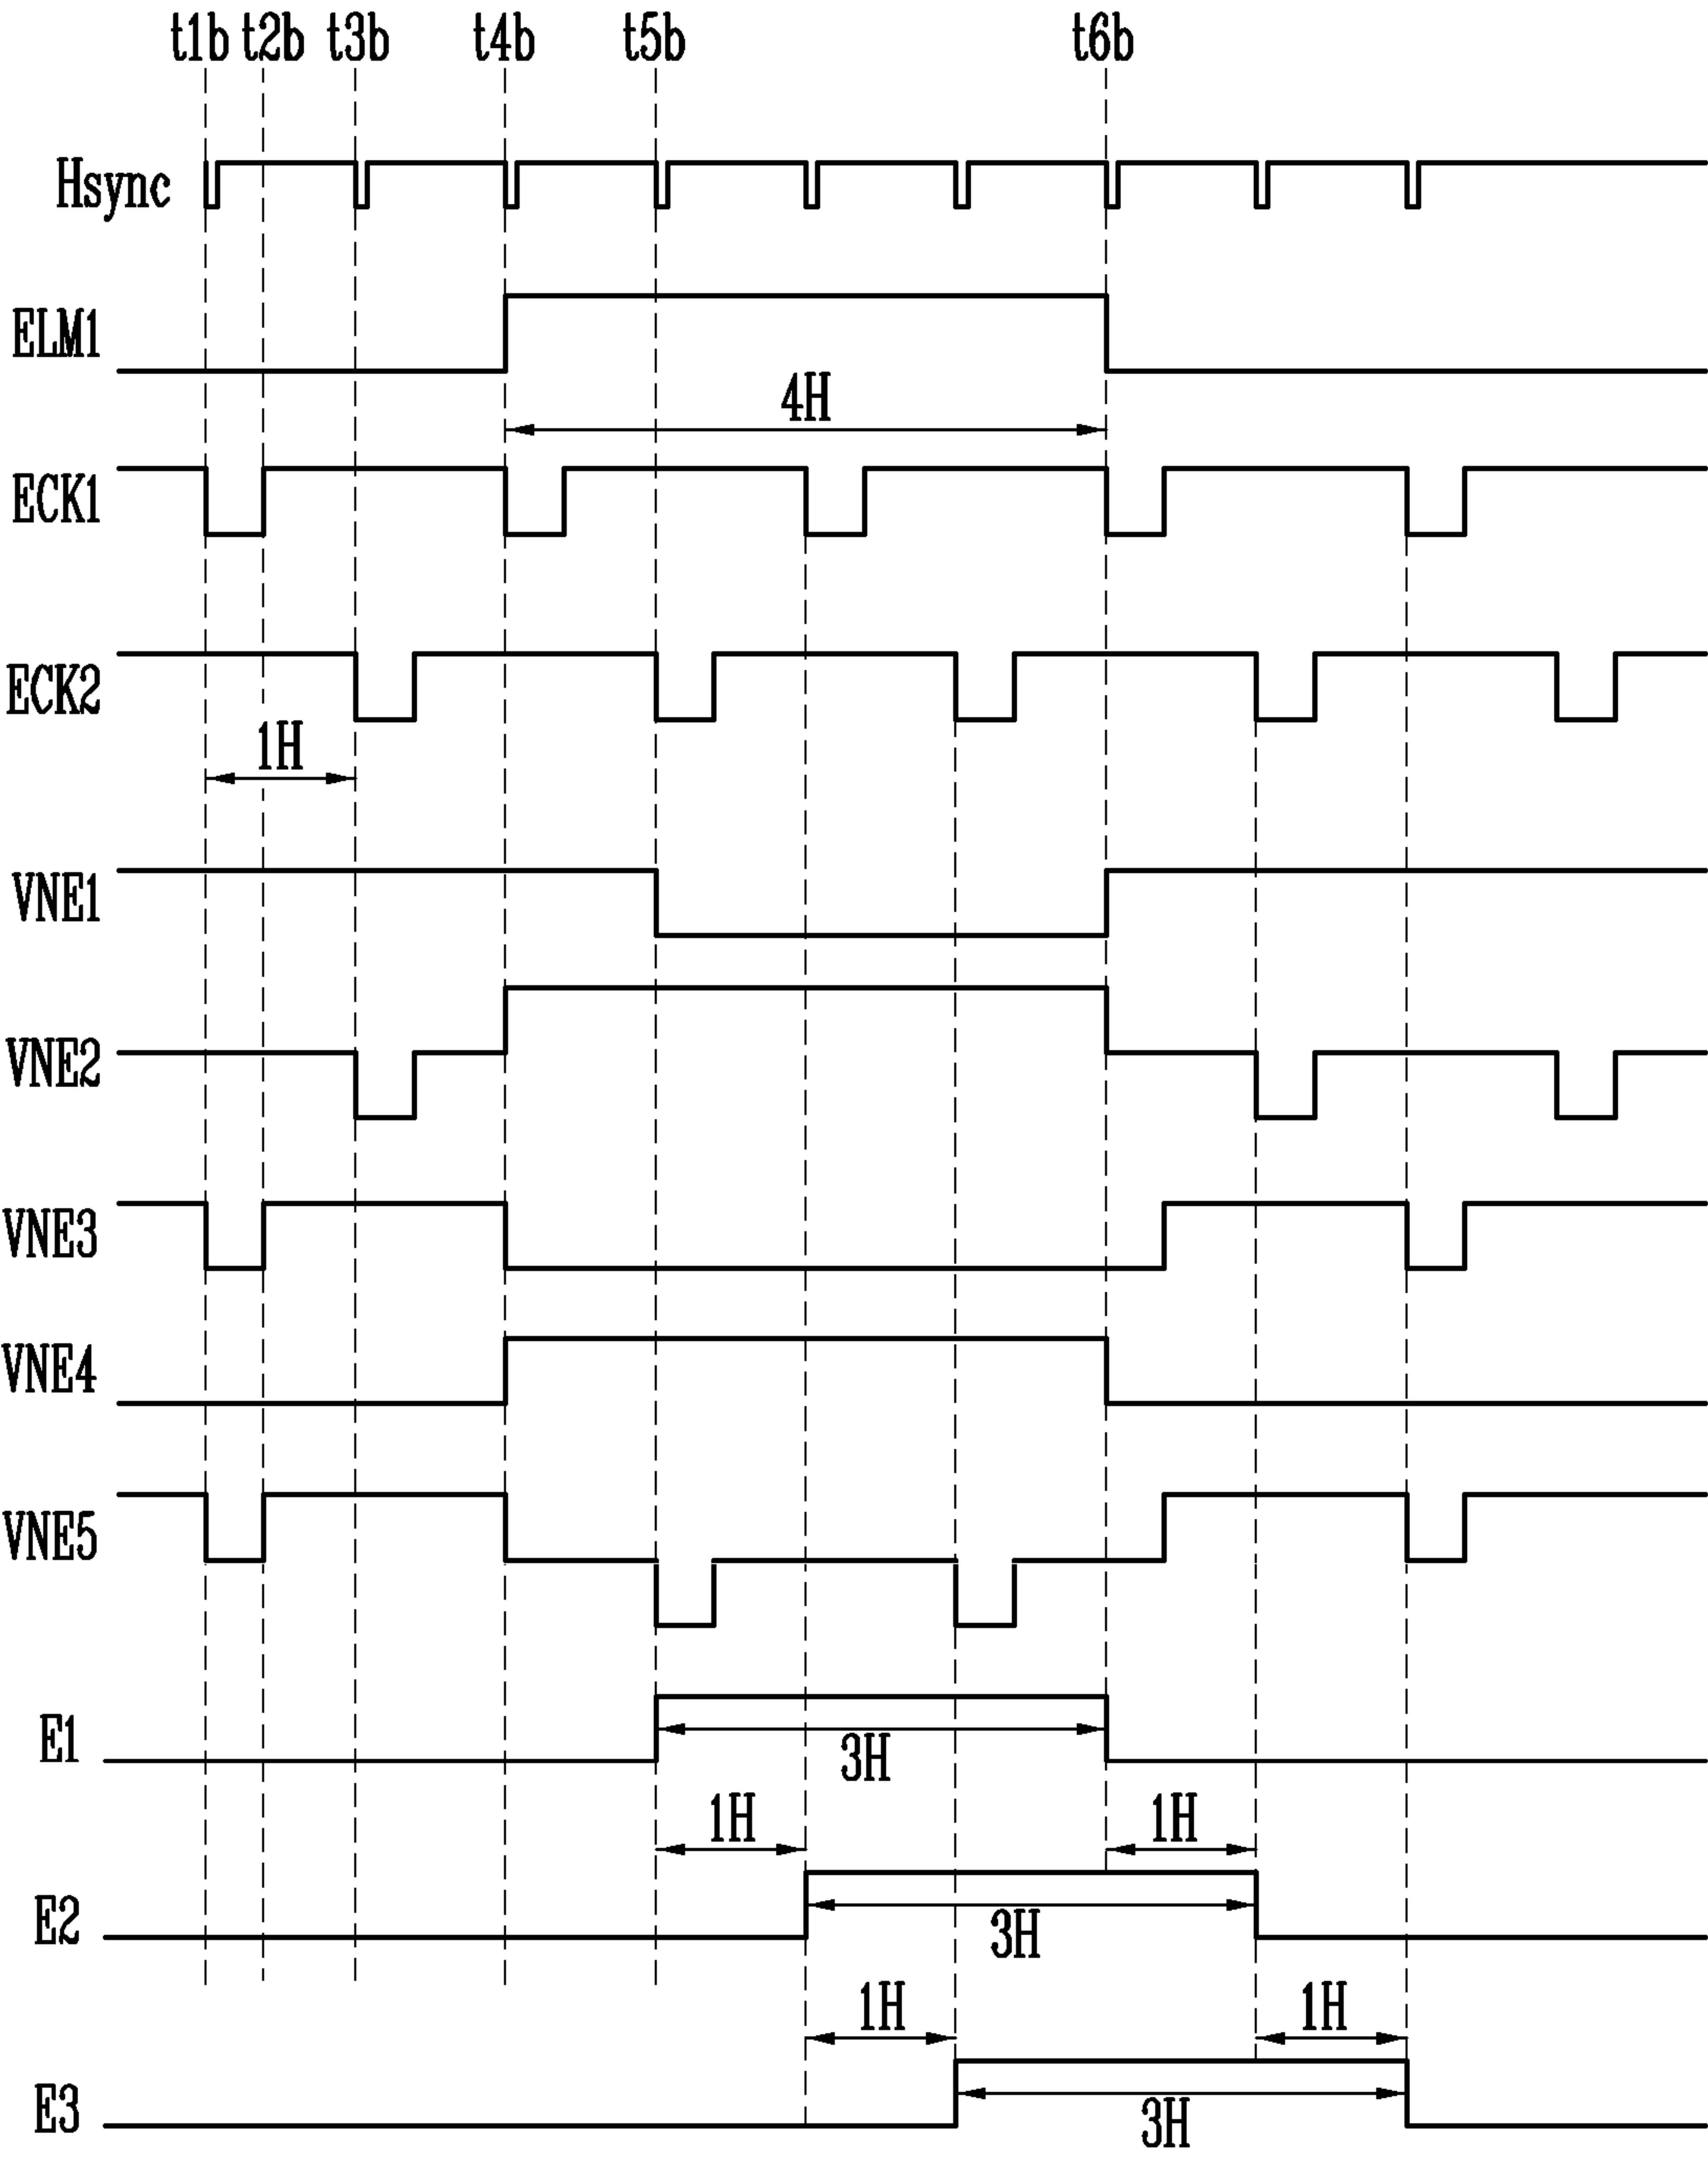 t1b t2b t3b t4b t5b t6b
Hsync
ELM1
4H
ECK1
ECK2
1H
VNE1
VNE2
VNE3
VNE4
VNE5
E1
3H
1H 1H
E2
3H
1H 1H
E3
3H